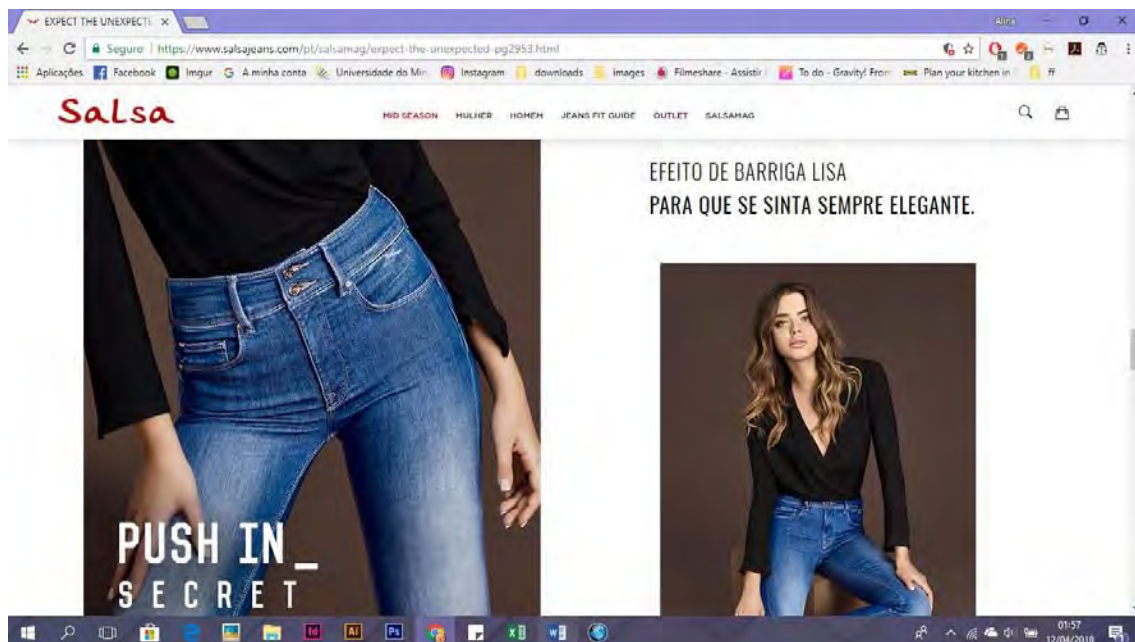 EXPECT THE UNEXPECT
Alina
Seguro | https://www.salsajeans.com/pt/salsamag/expect-the-unexpected-pg2953.html
Aplicações Facebook Imgur A minha conta Universidade do Min Instagram downloads images Filmeshare - Assistir To do - Gravity! From Plan your kitchen in ff
Salsa
MID SEASON MULHER HOMEM JEANS FIT GUIDE OUTLET SALSAMAG
EFEITO DE BARRIGA LISA
PARA QUE SE SINTA SEMPRE ELEGANTE.
PUSH IN_
SECRET
01:57
12/04/2018